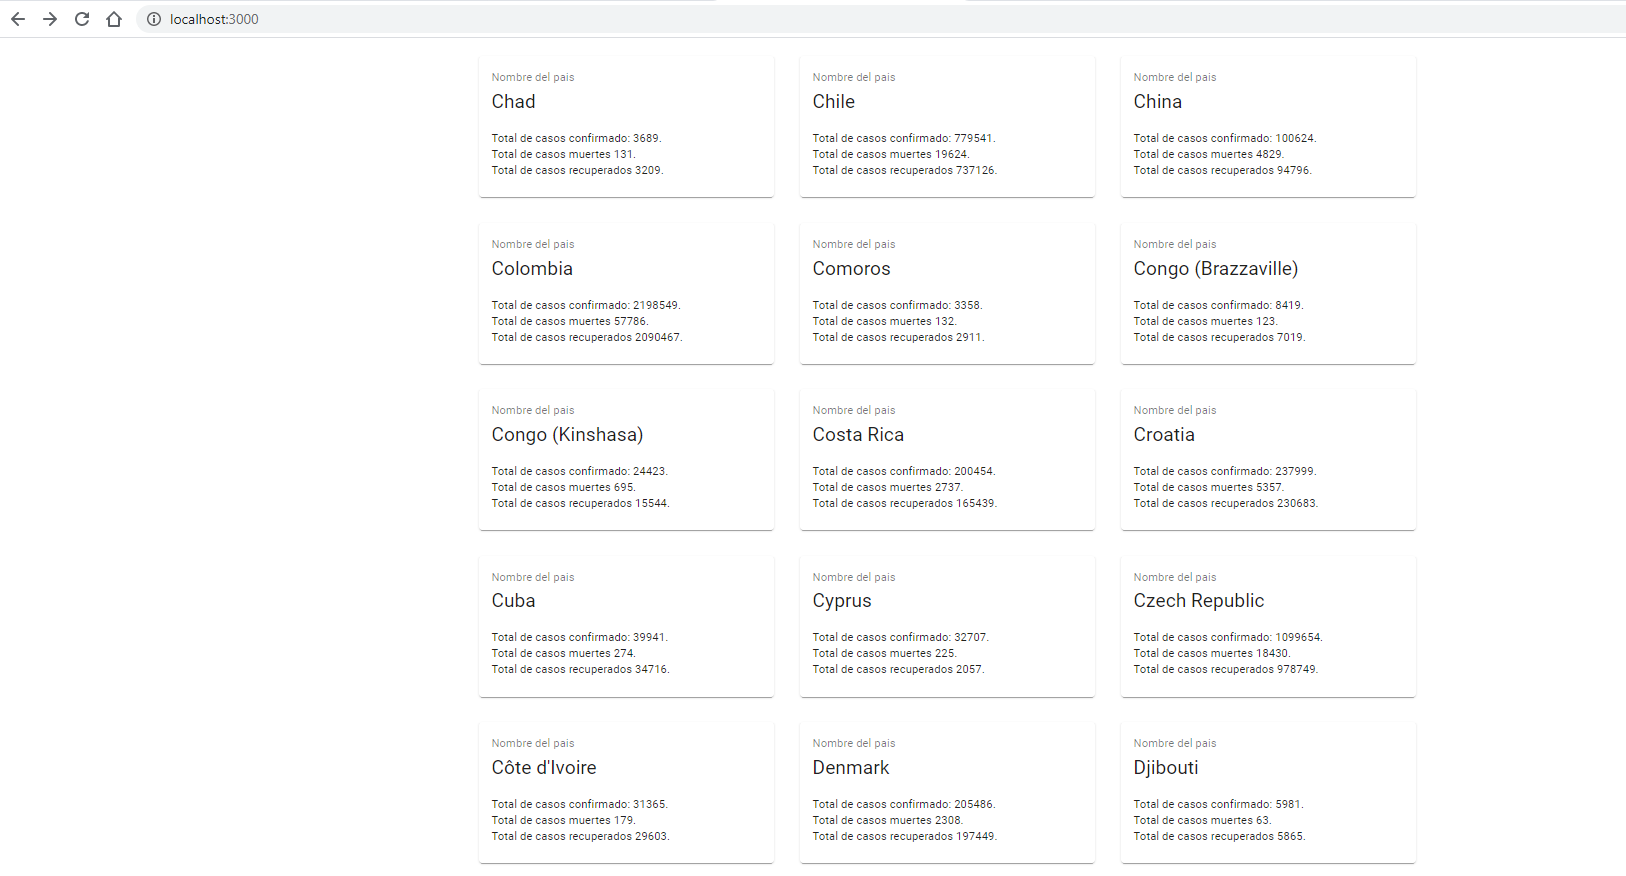 localhost:3000
Nombre del pais
Chad
Total de casos confirmado: 3689.
Total de casos muertes 131.
Total de casos recuperados 3209.
Nombre del pais
Chile
Total de casos confirmado: 779541.
Total de casos muertes 19624.
Total de casos recuperados 737126.
Nombre del pais
China
Total de casos confirmado: 100624.
Total de casos muertes 4829.
Total de casos recuperados 94796.
Nombre del pais
Colombia
Total de casos confirmado: 2198549.
Total de casos muertes 57786.
Total de casos recuperados 2090467.
Nombre del pais
Comoros
Total de casos confirmado: 3358.
Total de casos muertes 132.
Total de casos recuperados 2911.
Nombre del pais
Congo (Brazzaville)
Total de casos confirmado: 8419.
Total de casos muertes 123.
Total de casos recuperados 7019.
Nombre del pais
Congo (Kinshasa)
Total de casos confirmado: 24423.
Total de casos muertes 695.
Total de casos recuperados 15544.
Nombre del pais
Costa Rica
Total de casos confirmado: 200454.
Total de casos muertes 2737.
Total de casos recuperados 165439.
Nombre del pais
Croatia
Total de casos confirmado: 237999.
Total de casos muertes 5357.
Total de casos recuperados 230683.
Nombre del pais
Cuba
Total de casos confirmado: 39941.
Total de casos muertes 274.
Total de casos recuperados 34716.
Nombre del pais
Cyprus
Total de casos confirmado: 32707.
Total de casos muertes 225.
Total de casos recuperados 2057.
Nombre del pais
Czech Republic
Total de casos confirmado: 1099654.
Total de casos muertes 18430.
Total de casos recuperados 978749.
Nombre del pais
Côte d'Ivoire
Total de casos confirmado: 31365.
Total de casos muertes 179.
Total de casos recuperados 29603.
Nombre del pais
Denmark
Total de casos confirmado: 205486.
Total de casos muertes 2308.
Total de casos recuperados 197449.
Nombre del pais
Djibouti
Total de casos confirmado: 5981.
Total de casos muertes 63.
Total de casos recuperados 5865.